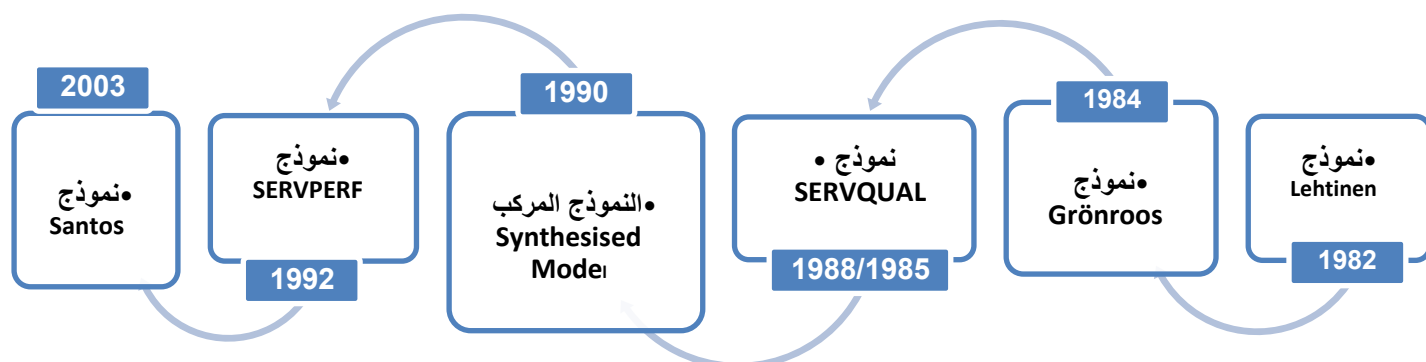 1982
•نموذج
Lehtinen
1984
•نموذج
Grönroos
1988/1985
• نموذج
SERVQUAL
1990
•النموذج المركب
Synthesised
Model
1992
•نموذج
SERVPERF
2003
•نموذج
Santos